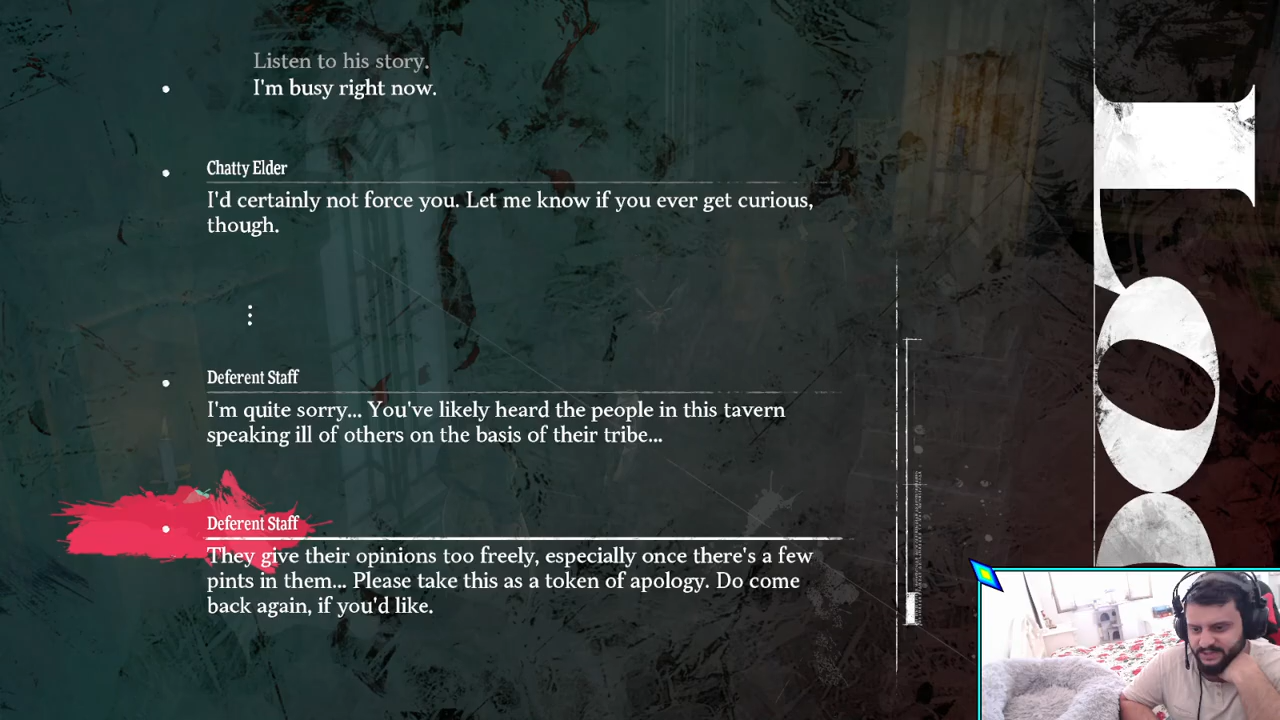 Listen to his story.
I'm busy right now.
Chatty Elder
I'd certainly not force you. Let me know if you ever get curious,
though.
Deferent Staff
I'm quite sorry... You've likely heard the people in this tavern
speaking ill of others on the basis of their tribe...
Deferent Staff
They give their opinions too freely, especially once there's a few
pints in them... Please take this as a token of apology. Do come
back again, if you'd like.